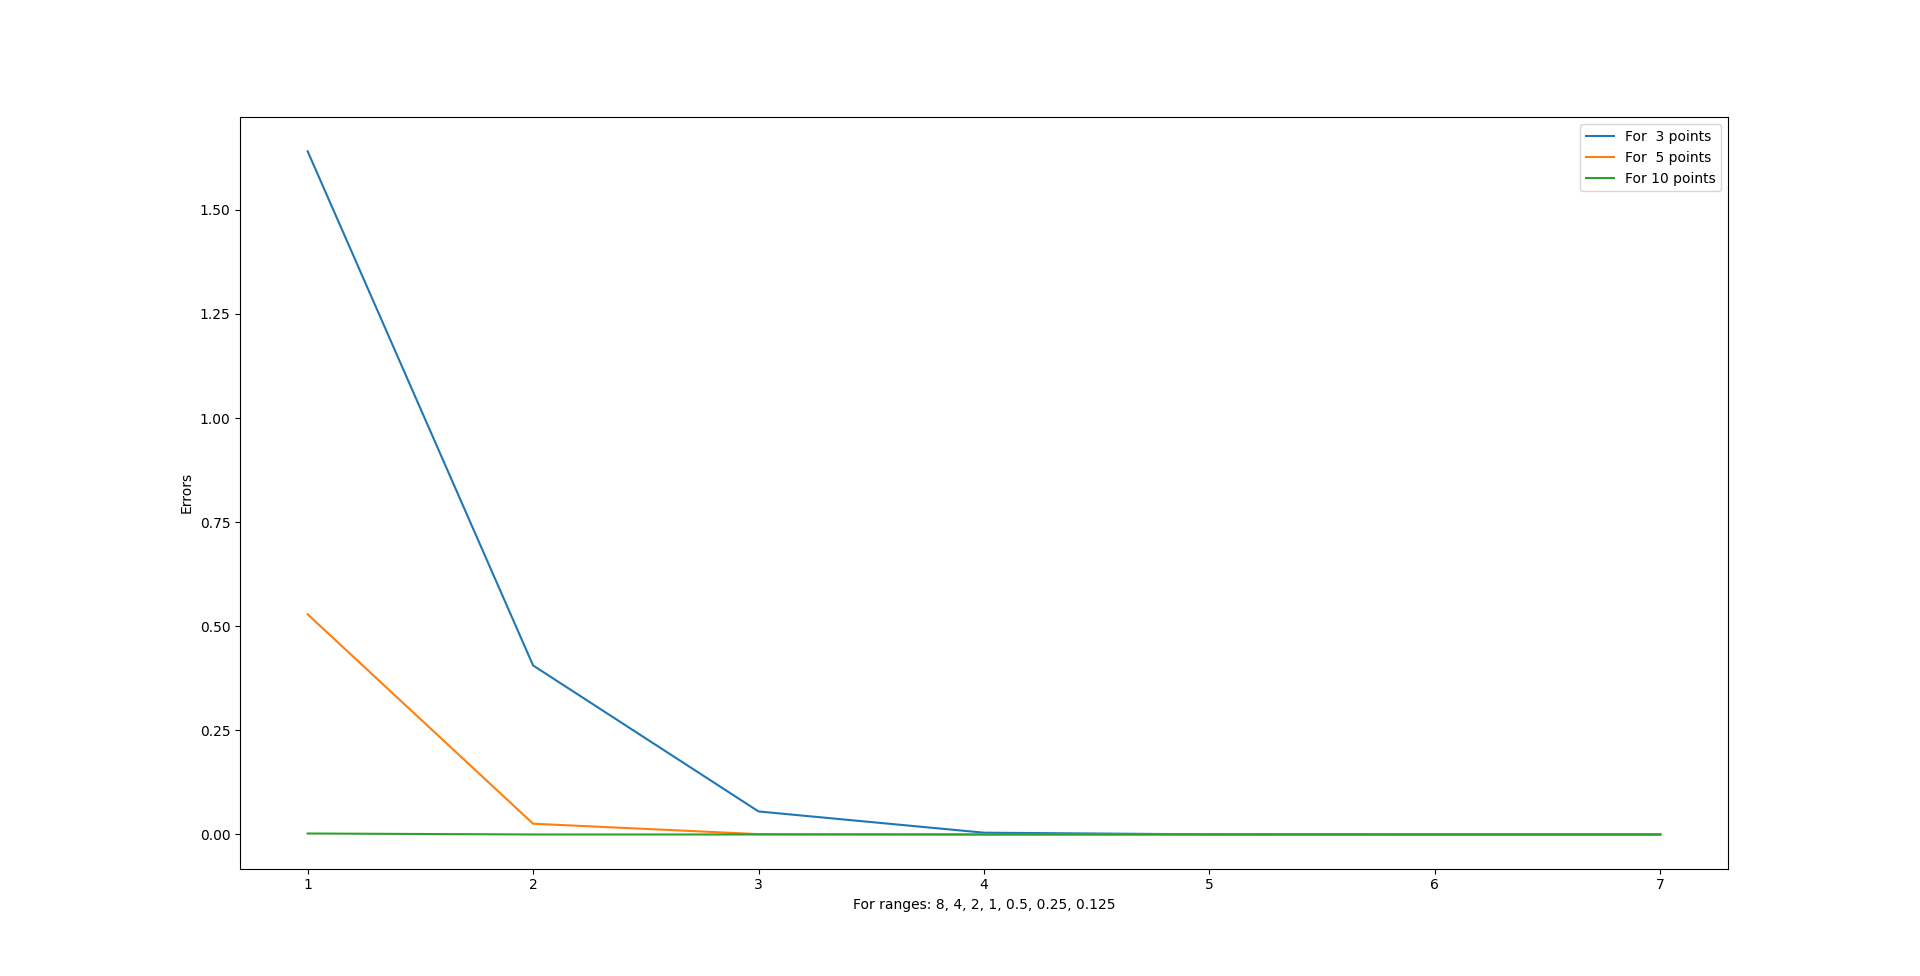 For  3 points
For  5 points
For 10 points
1.50
1.25
1.00
0.75
0.50
0.25
0.00
Errors
1 2 3 4 5 6 7
For ranges: 8, 4, 2, 1, 0.5, 0.25, 0.125